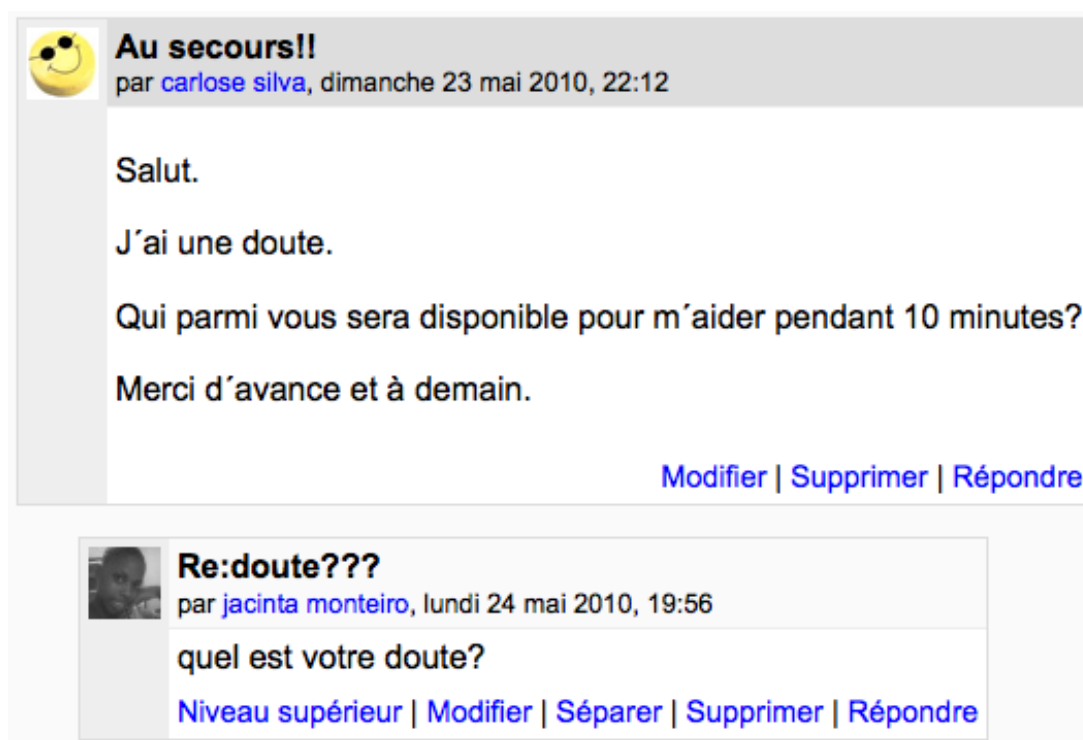 Au secours!!
par carlose silva, dimanche 23 mai 2010, 22:12
Salut.
J´ai une doute.
Qui parmi vous sera disponible pour m´aider pendant 10 minutes?
Merci d´avance et à demain.
Modifier | Supprimer | Répondre
Re:doute???
par jacinta monteiro, lundi 24 mai 2010, 19:56
quel est votre doute?
Niveau supérieur | Modifier | Séparer | Supprimer | Répondre